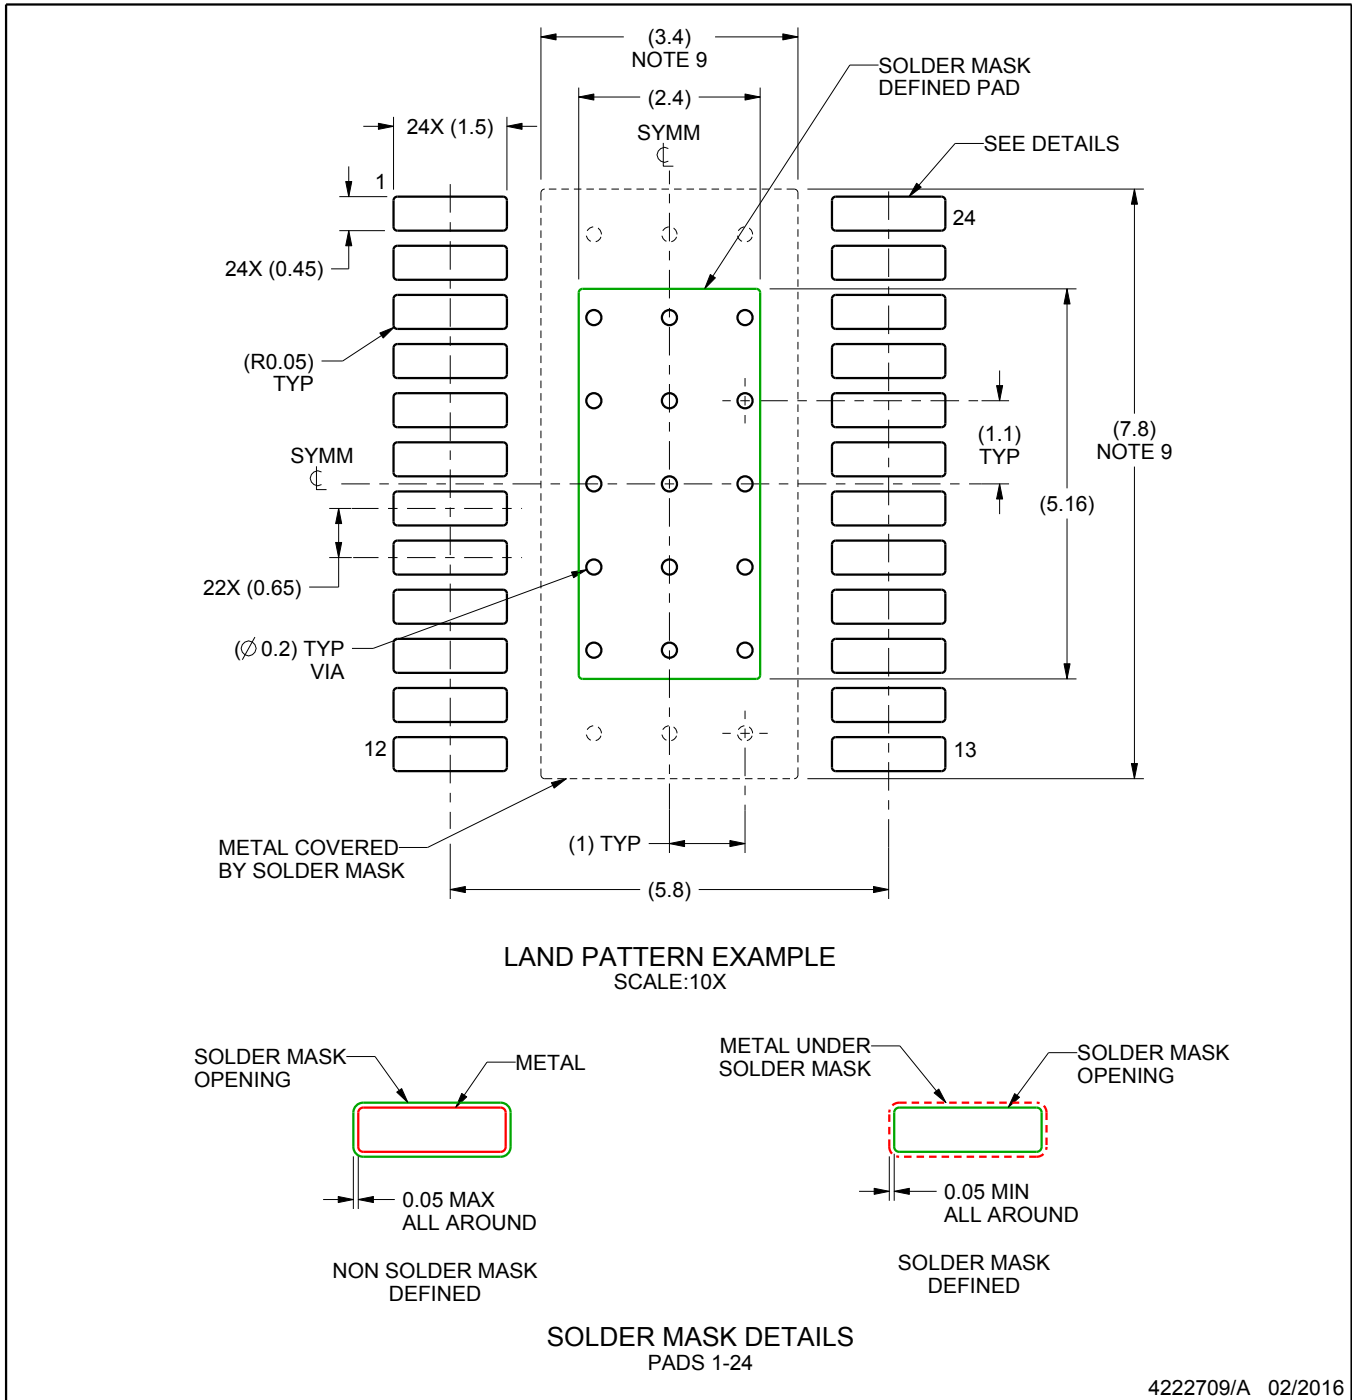 (3.4)
NOTE 9
SOLDER MASK
DEFINED PAD
(2.4)
24X (1.5)
SYMM
℄
SEE DETAILS
1
24
24X (0.45)
(R0.05)
TYP
(1.1)
TYP
(7.8)
NOTE 9
SYMM
℄
(5.16)
22X (0.65)
(∅ 0.2) TYP
VIA
12
13
METAL COVERED
BY SOLDER MASK
(1) TYP
(5.8)
LAND PATTERN EXAMPLE
SCALE:10X
SOLDER MASK
OPENING
METAL
METAL UNDER
SOLDER MASK
SOLDER MASK
OPENING
0.05 MAX
ALL AROUND
0.05 MIN
ALL AROUND
NON SOLDER MASK
DEFINED
SOLDER MASK
DEFINED
SOLDER MASK DETAILS
PADS 1-24
4222709/A 02/2016